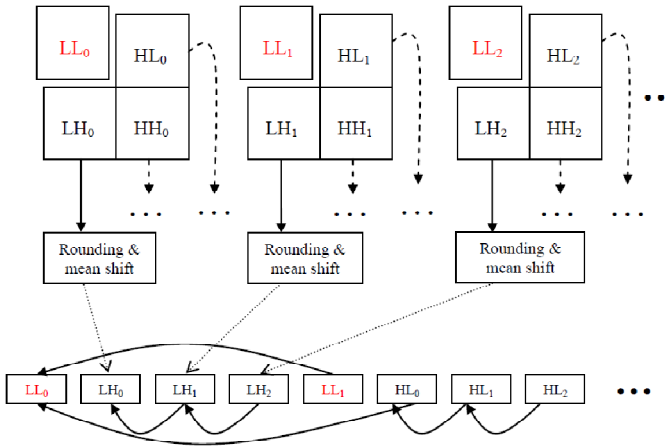 LL₀ HL₀ LL₁ HL₁ LL₂ HL₂
LH₀ HH₀ LH₁ HH₁ LH₂ HH₂
Rounding &
mean shift
Rounding &
mean shift
Rounding &
mean shift
LL₀ LH₀ LH₁ LH₂ LL₁ HL₀ HL₁ HL₂